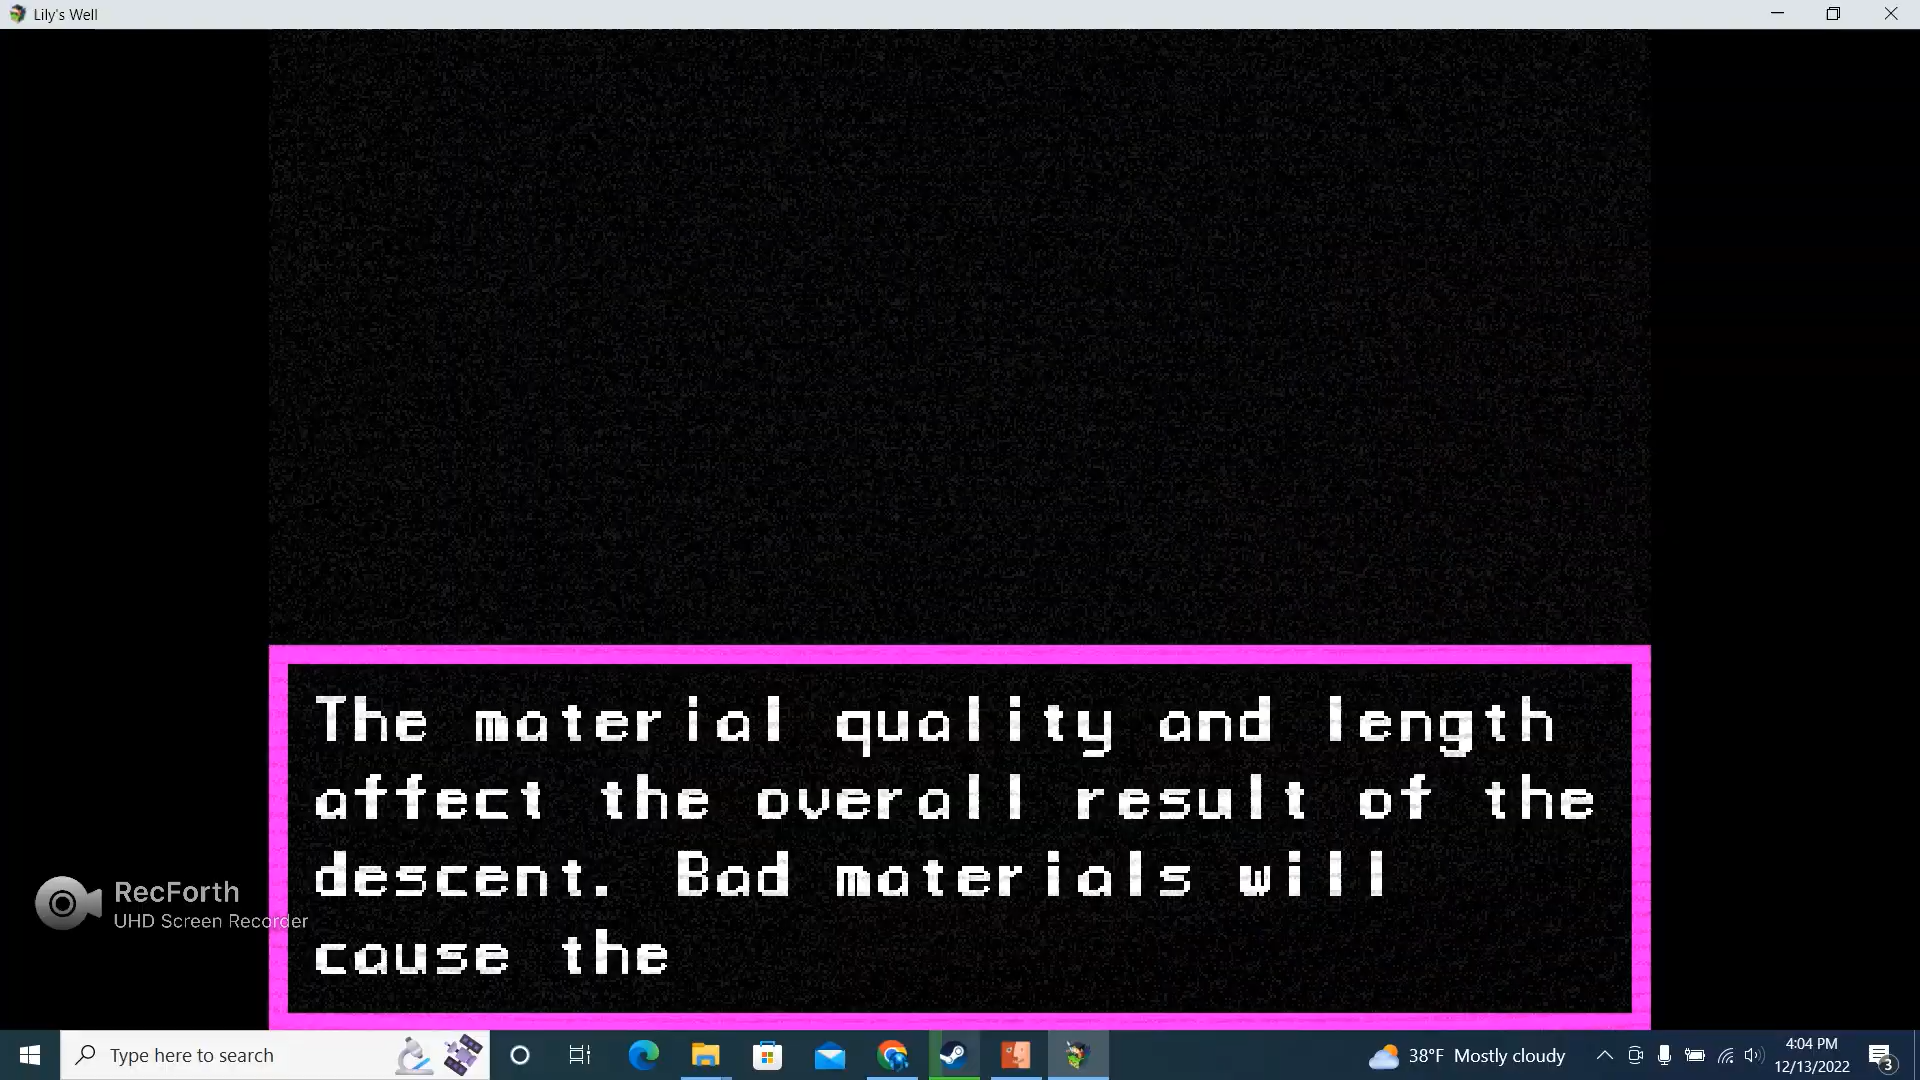 Lily's Well
The material quality and length
affect the overall result of the
descent. Bad materials will
cause the
RecForth
UHD Screen Recorder
Type here to search
38°F Mostly cloudy
4:04 PM
12/13/2022
3